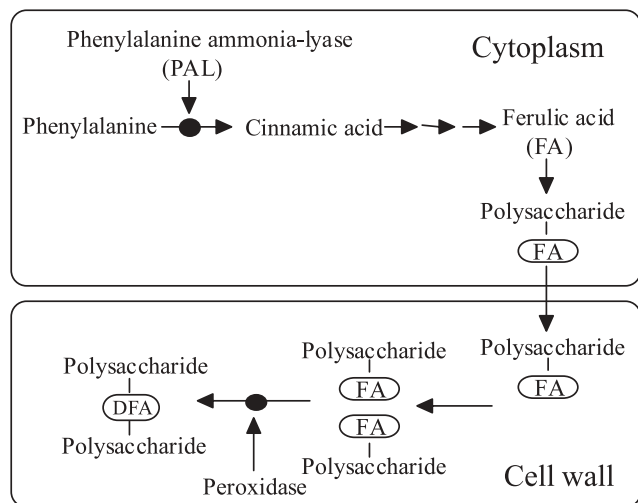 Phenylalanine ammonia-lyase
(PAL)
Cytoplasm
Phenylalanine
Cinnamic acid
Ferulic acid
(FA)
Polysaccharide
FA
Polysaccharide
FA
Polysaccharide
FA
FA
Polysaccharide
Polysaccharide
DFA
Polysaccharide
Peroxidase
Cell wall